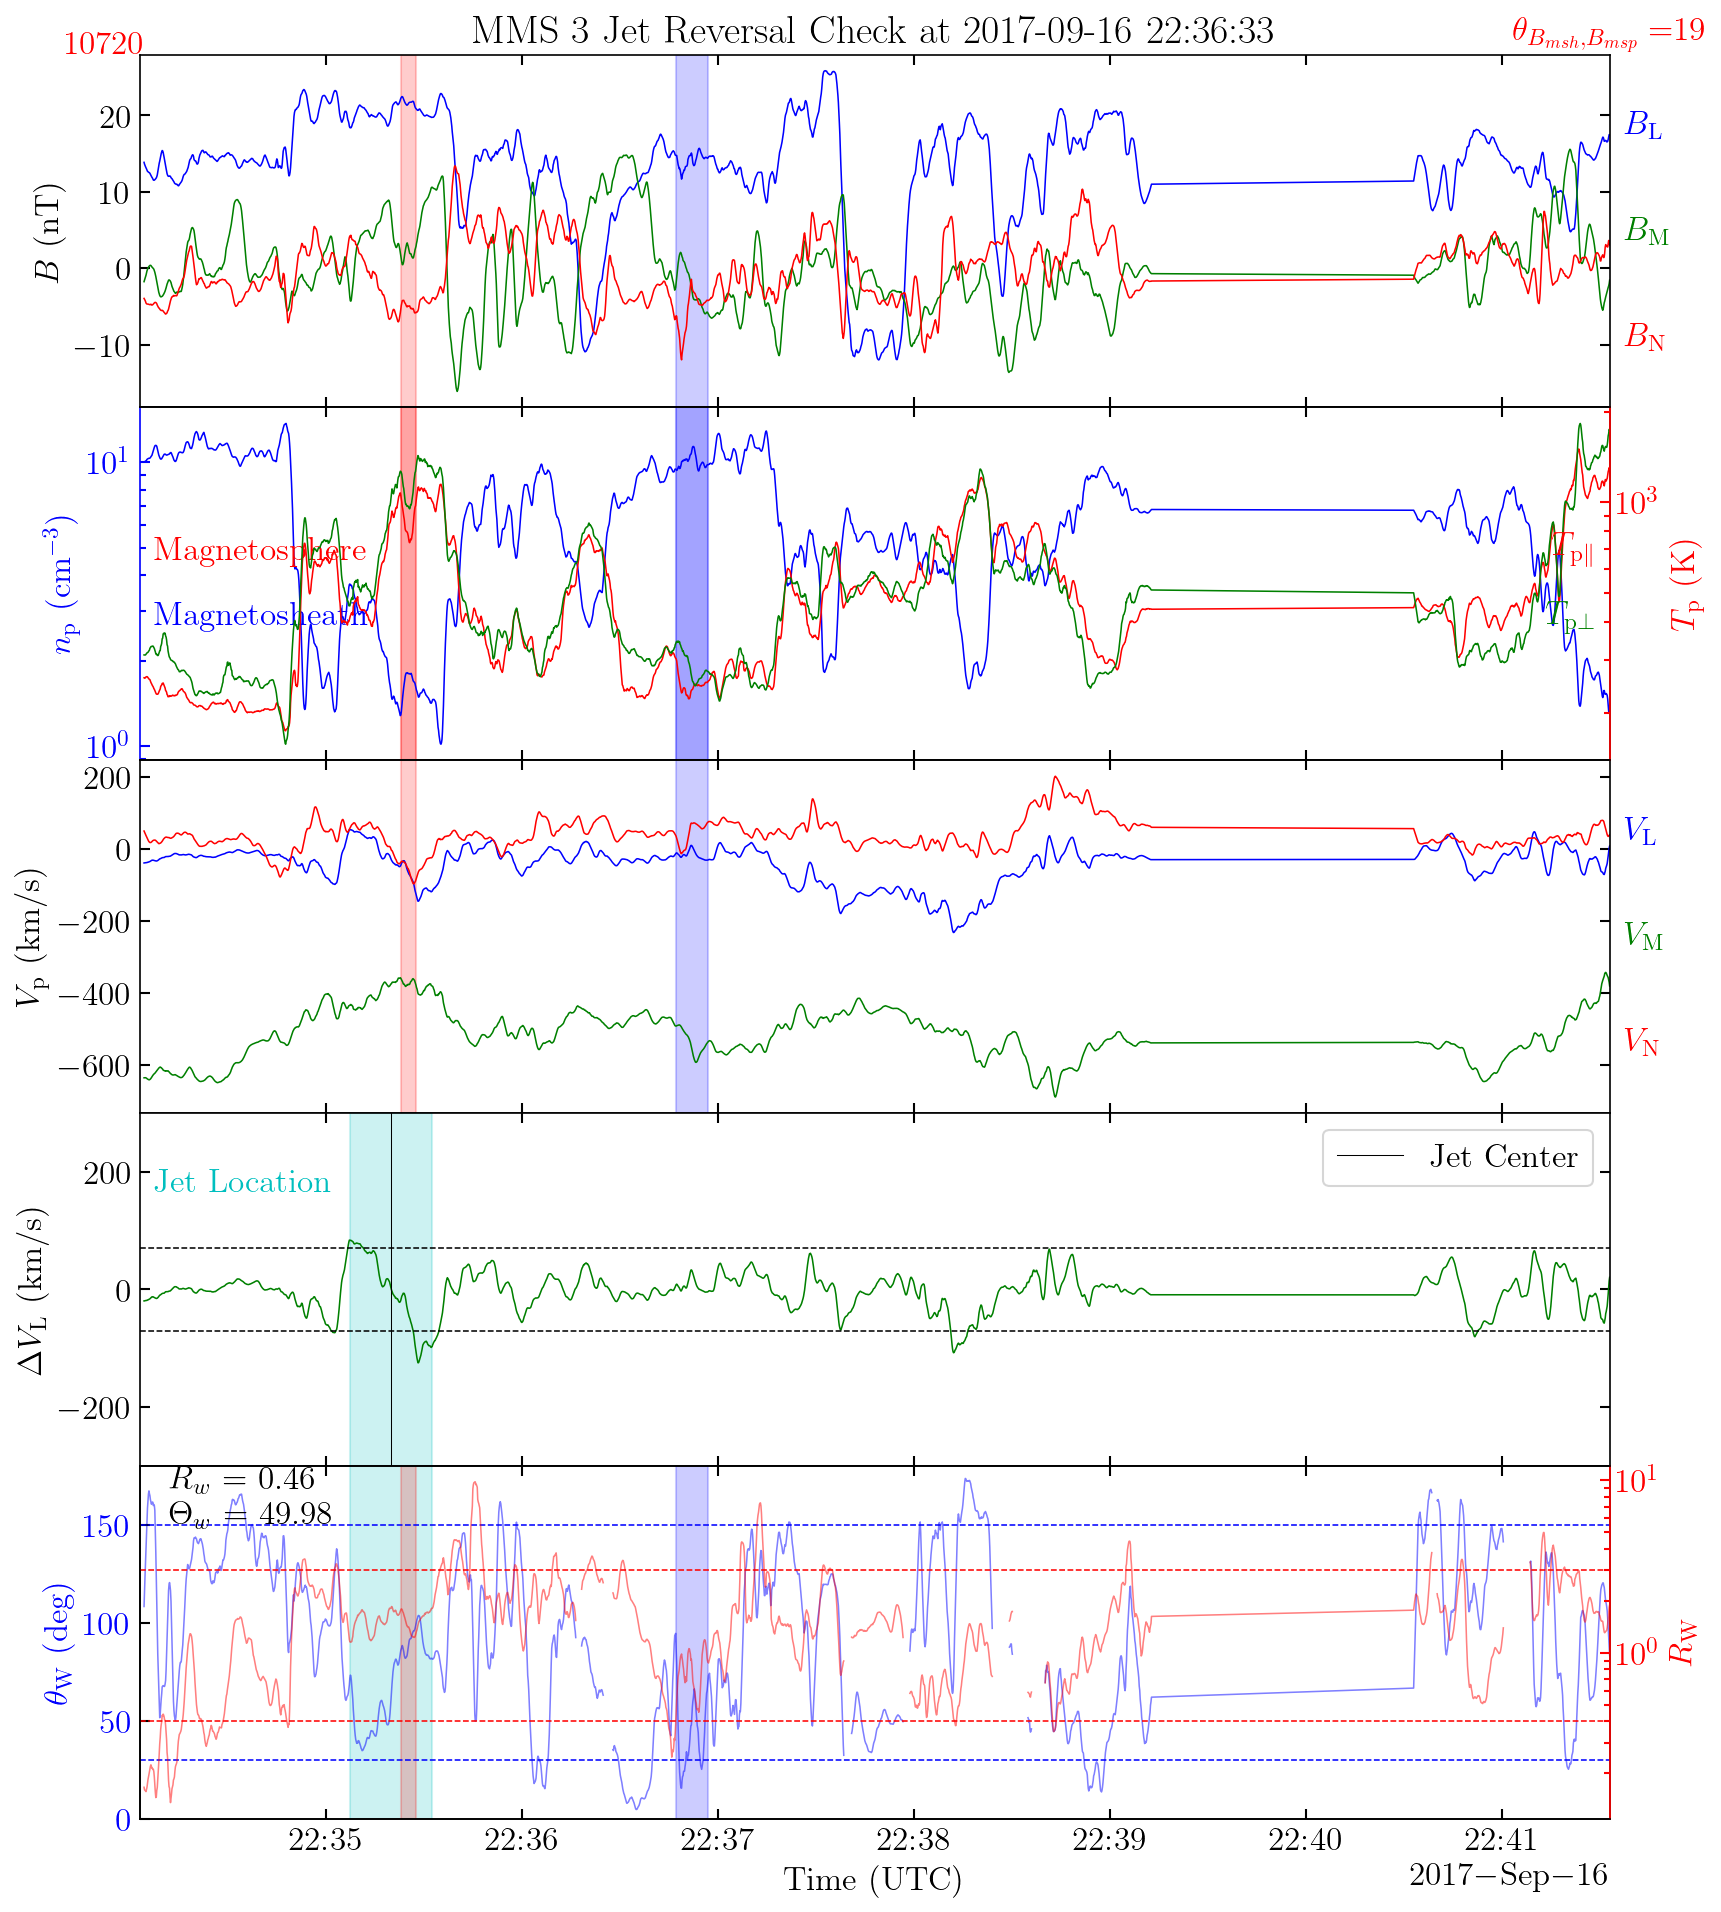 MMS 3 Jet Reversal Check at 2017-09-16 22:36:33
10720
θ_{B_{msh},B_{msp}} =19
20
10
0
−10
B (nT)
B_L
B_M
B_N
10^1
10^0
n_p (cm^{−3})
Magnetosphere
Magnetosheath
10^3
T_{p∥}
T_{p⊥}
T_p (K)
200
0
−200
−400
−600
V_p (km/s)
V_L
V_M
V_N
200
0
−200
ΔV_L (km/s)
Jet Location
Jet Center
R_w = 0.46
Θ_w = 49.98
150
100
50
0
θ_W (deg)
10^1
10^0
R_W
22:35 22:36 22:37 22:38 22:39 22:40 22:41
2017−Sep−16
Time (UTC)